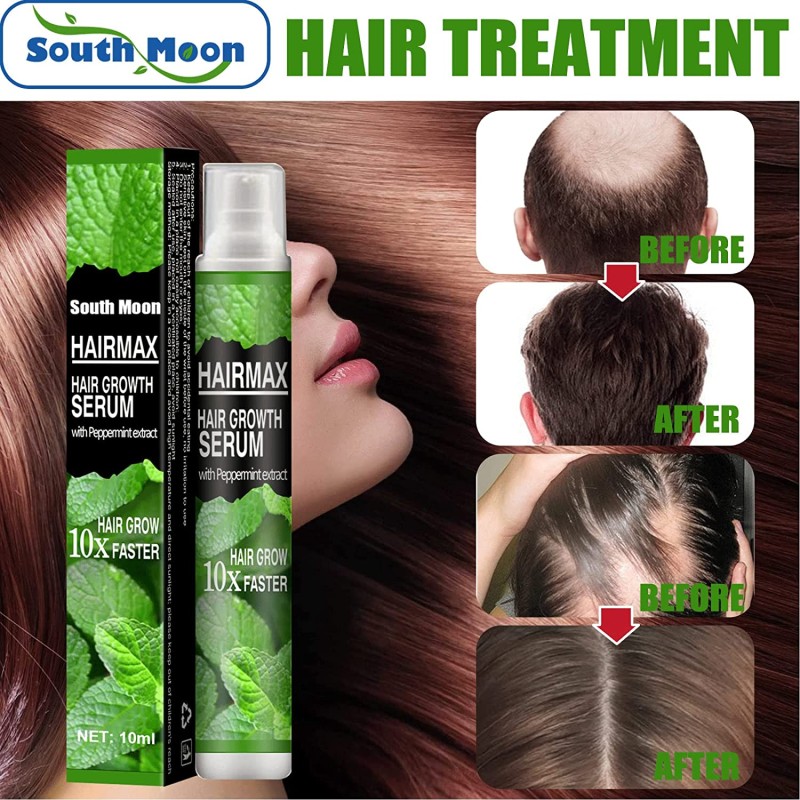 South Moon
HAIR TREATMENT
South Moon
HAIRMAX
HAIR GROWTH
SERUM
with Peppermint extract
HAIR GROW
10x FASTER
NET: 10ml
HAIRMAX
HAIR GROWTH
SERUM
with Peppermint extract
HAIR GROW
10x FASTER
BEFORE
AFTER
BEFORE
AFTER